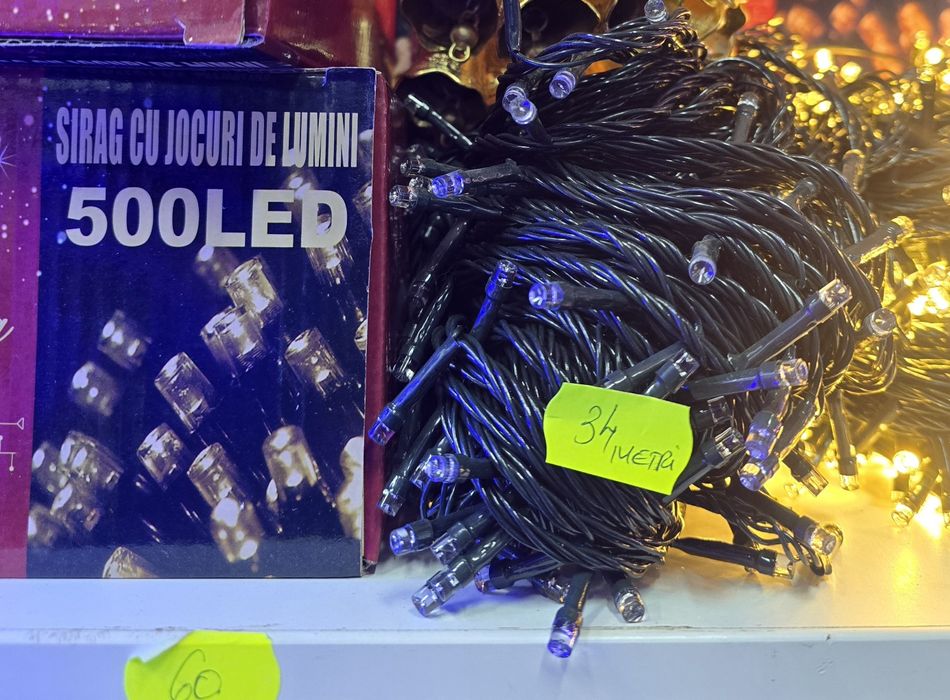 SIRAG CU JOCURI DE LUMINI
500LED
34
METRI
60